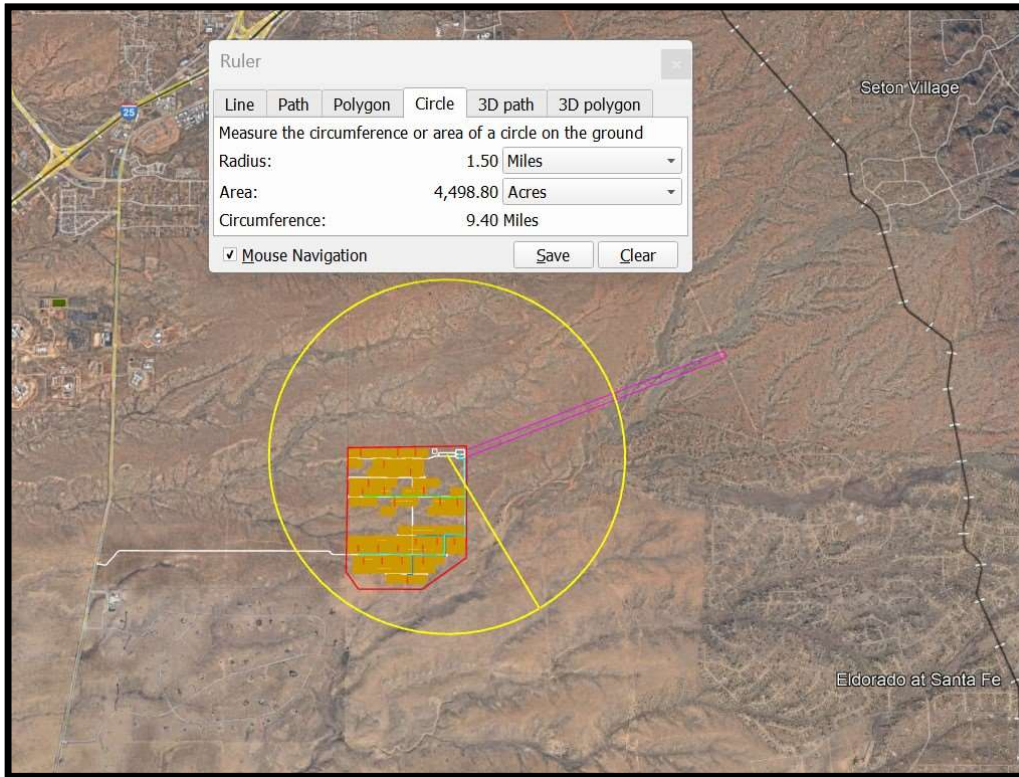 Ruler
Line Path Polygon Circle 3D path 3D polygon
Measure the circumference or area of a circle on the ground
Radius: 1.50 Miles
Area: 4,498.80 Acres
Circumference: 9.40 Miles
Mouse Navigation Save Clear
25
Seton Village
Eldorado at Santa Fe